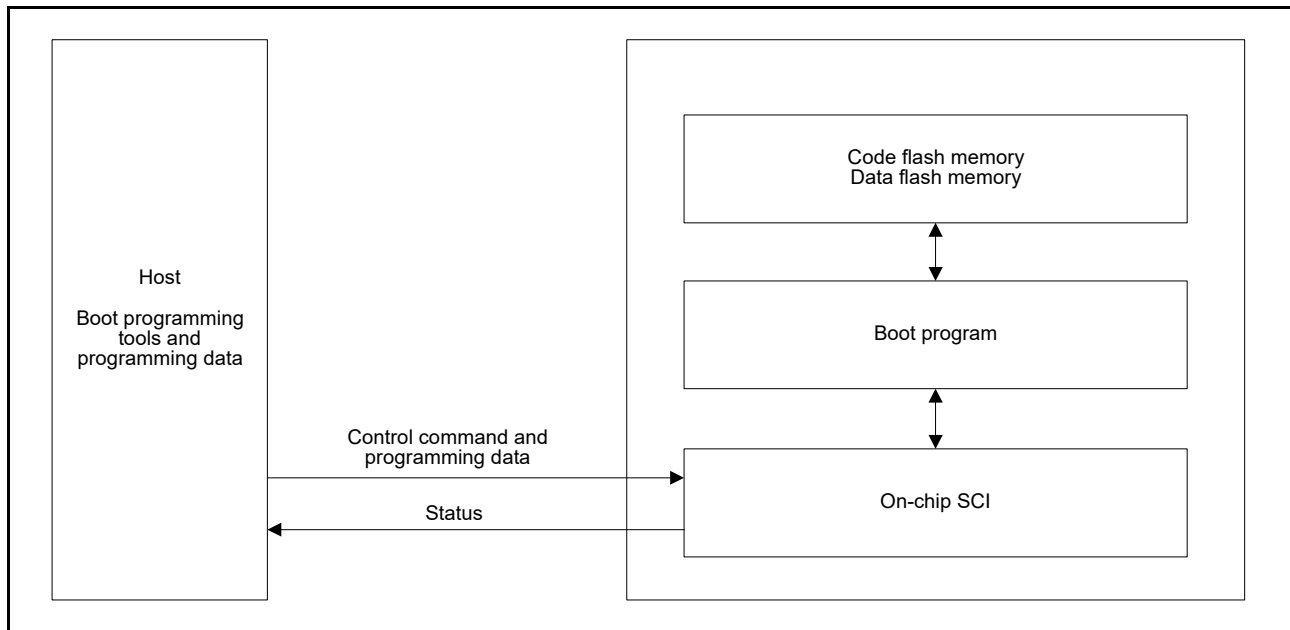 Host
Boot programming
tools and
programming data
Control command and
programming data
Status
Code flash memory
Data flash memory
Boot program
On-chip SCI